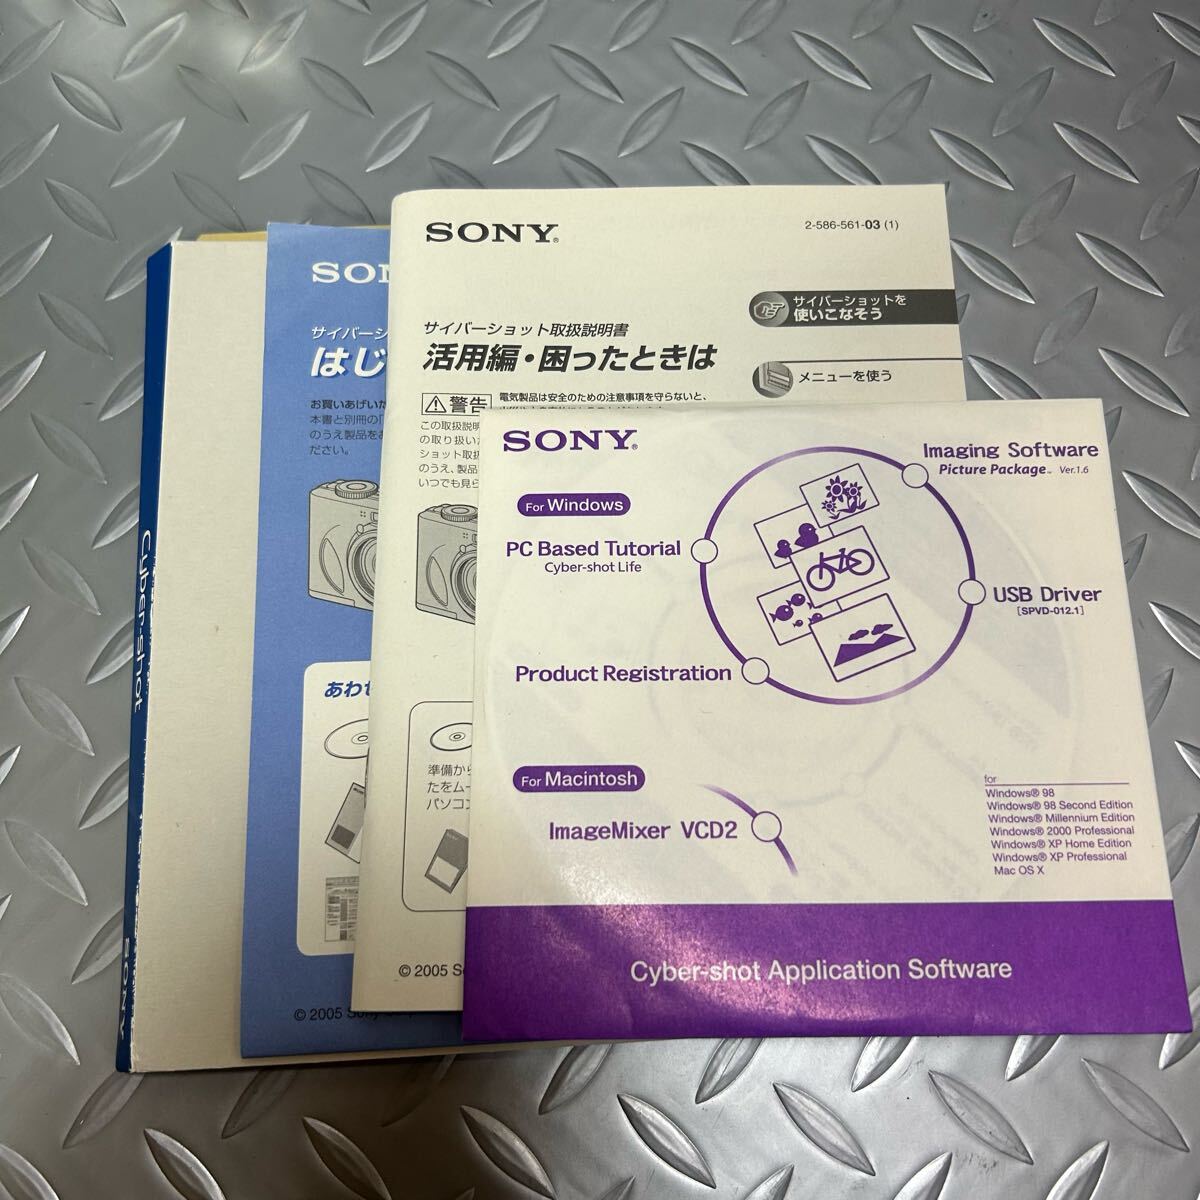 SONY®
2-586-561-03 (1)
サイバーショットを
使いこなそう
メニューを使う
サイバーショット取扱説明書
活用編・困ったときは
警告
電気製品は安全のための注意事項を守らないと、
この取扱説明
の取り扱いた
ショット取扱
のうえ、製品
いつでも見ら
準備から
たをムー
パソコン
© 2005 So
サイバーショ
はじ
お買いあげいた
本書と別冊の「
のうえ製品をお
ださい。
あわせ
© 2005 Sony
Cyber-shot
SONY
SONY®
Imaging Software
Picture Package™ Ver.1.6
For Windows
PC Based Tutorial
Cyber-shot Life
USB Driver
[SPVD-012.1]
Product Registration
For Macintosh
ImageMixer VCD2
for
Windows® 98
Windows® 98 Second Edition
Windows® Millennium Edition
Windows® 2000 Professional
Windows® XP Home Edition
Windows® XP Professional
Mac OS X
Cyber-shot Application Software